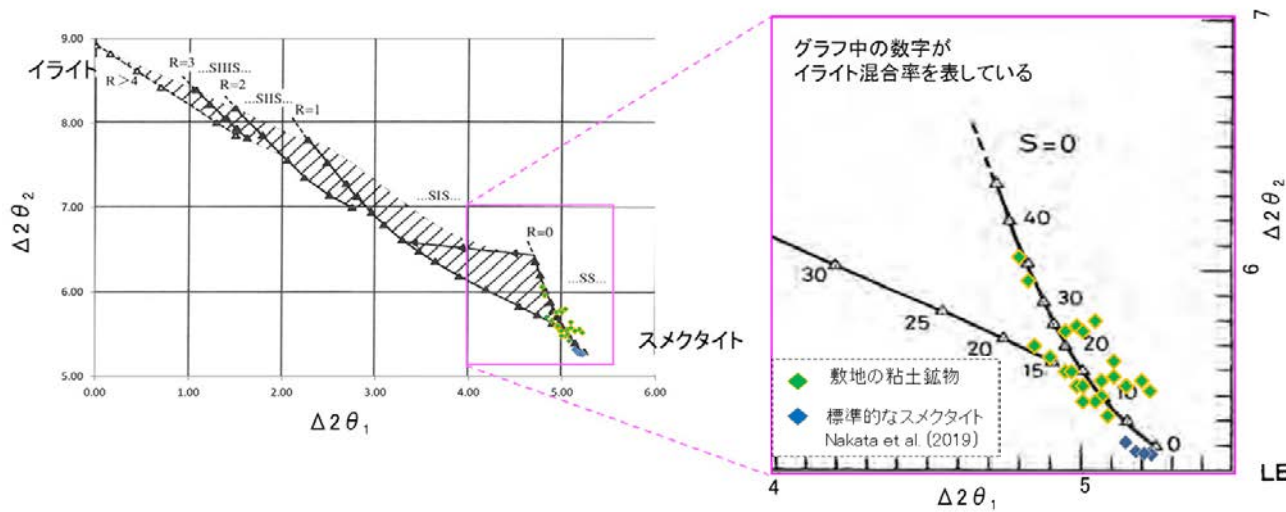 9.00
8.00
7.00
6.00
5.00
0.00
1.00
2.00
3.00
4.00
5.00
6.00
Δ2θ₂
Δ2θ₁
イライト
R>4
R=3
...SIIIS...
R=2
...SIIS...
R=1
...SIS...
R=0
...SS...
スメクタイト
グラフ中の数字が
イライト混合率を表している
S=0
40
30
20
10
0
30
25
20
15
敷地の粘土鉱物
標準的なスメクタイト
Nakata et al. (2019)
4
5
Δ2θ₁
7
6
Δ2θ₂
LE